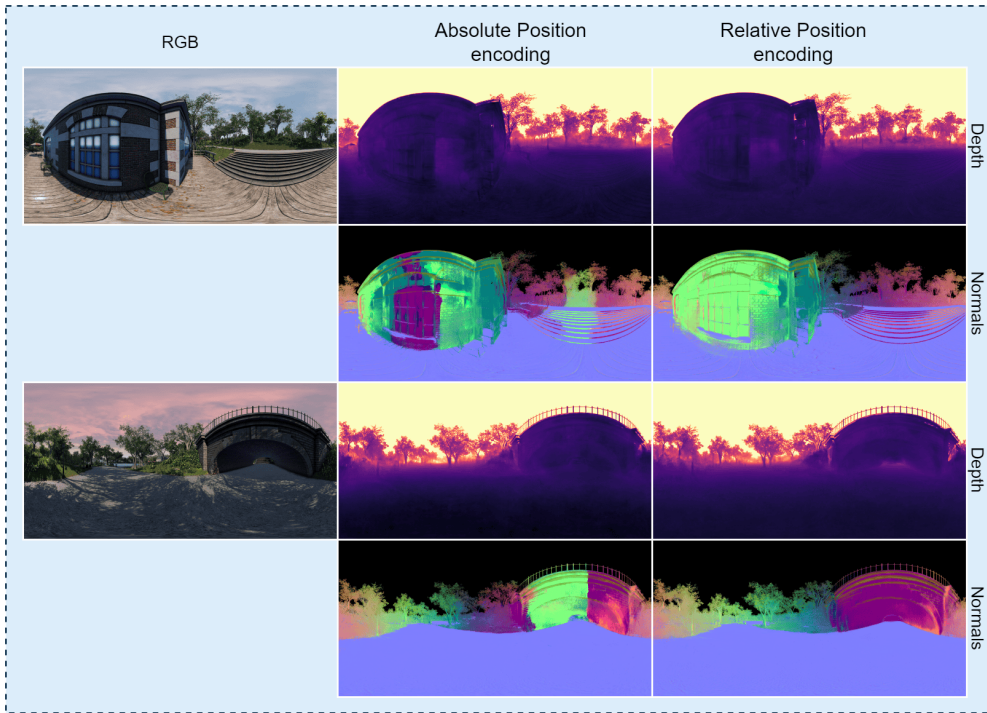 RGB
Absolute Position
encoding
Relative Position
encoding
Depth
Normals
Depth
Normals